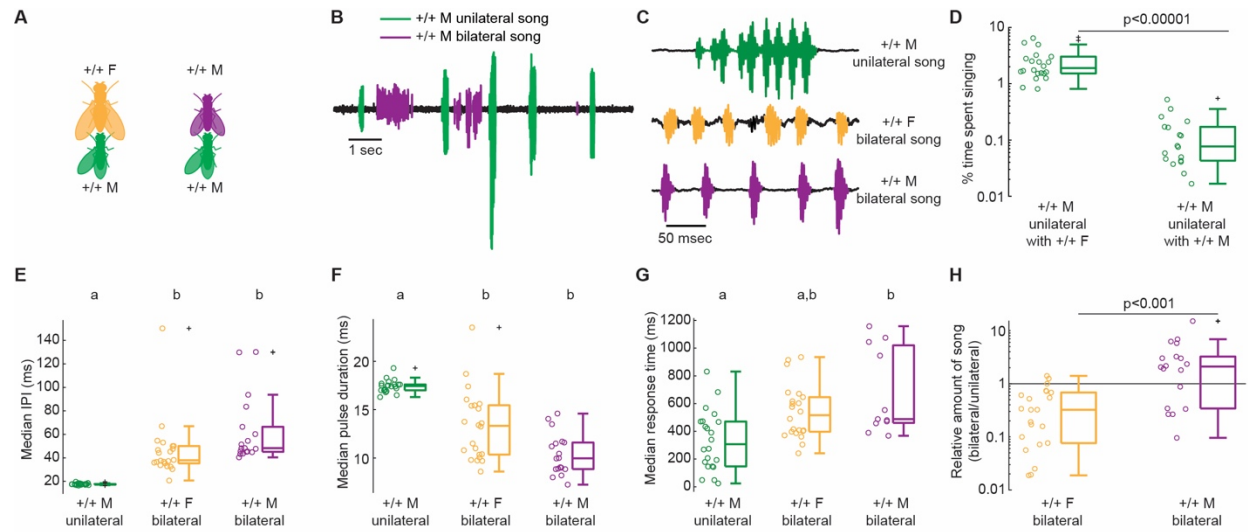 A
+/+ F
+/+ M
+/+ M
+/+ M
B
+/+ M unilateral song
+/+ M bilateral song
1 sec
C
+/+ M
unilateral song
+/+ F
bilateral song
+/+ M
bilateral song
50 msec
D
p<0.00001
% time spent singing
10
1
0.1
0.01
+/+ M
unilateral
with +/+ F
+/+ M
unilateral
with +/+ M
E
a
b
b
Median IPI (ms)
140
120
100
80
60
40
20
+/+ M
unilateral
+/+ F
bilateral
+/+ M
bilateral
F
a
b
b
Median pulse duration (ms)
20
15
10
+/+ M
unilateral
+/+ F
bilateral
+/+ M
bilateral
G
a
a,b
b
Median response time (ms)
1200
1000
800
600
400
200
0
+/+ M
unilateral
+/+ F
bilateral
+/+ M
bilateral
H
p<0.001
Relative amount of song
(bilateral/unilateral)
10
1
0.1
0.01
+/+ F
bilateral
+/+ M
bilateral